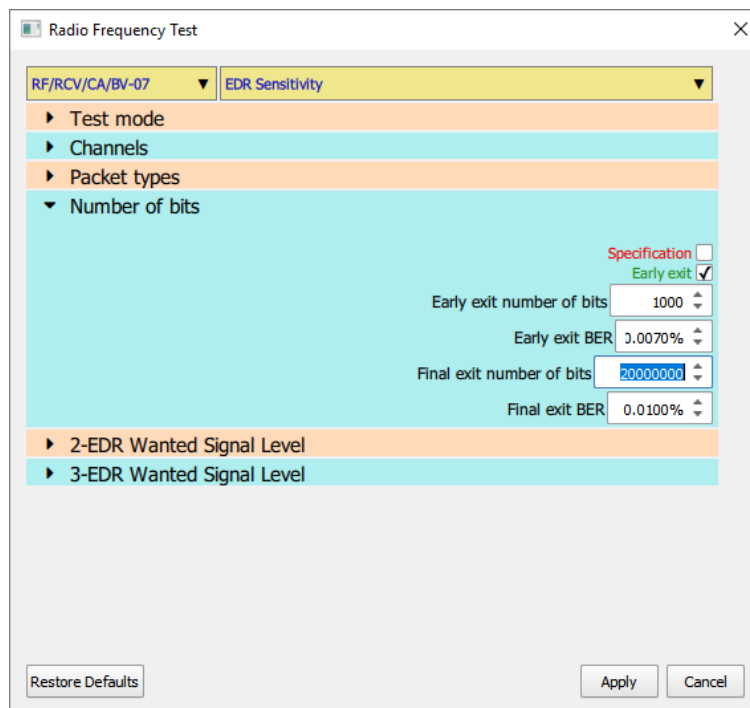 Radio Frequency Test
RF/RCV/CA/BV-07 EDR Sensitivity
Test mode
Channels
Packet types
Number of bits
Specification
Early exit
Early exit number of bits 1000
Early exit BER 0.0070%
Final exit number of bits 20000000
Final exit BER 0.0100%
2-EDR Wanted Signal Level
3-EDR Wanted Signal Level
Restore Defaults Apply Cancel